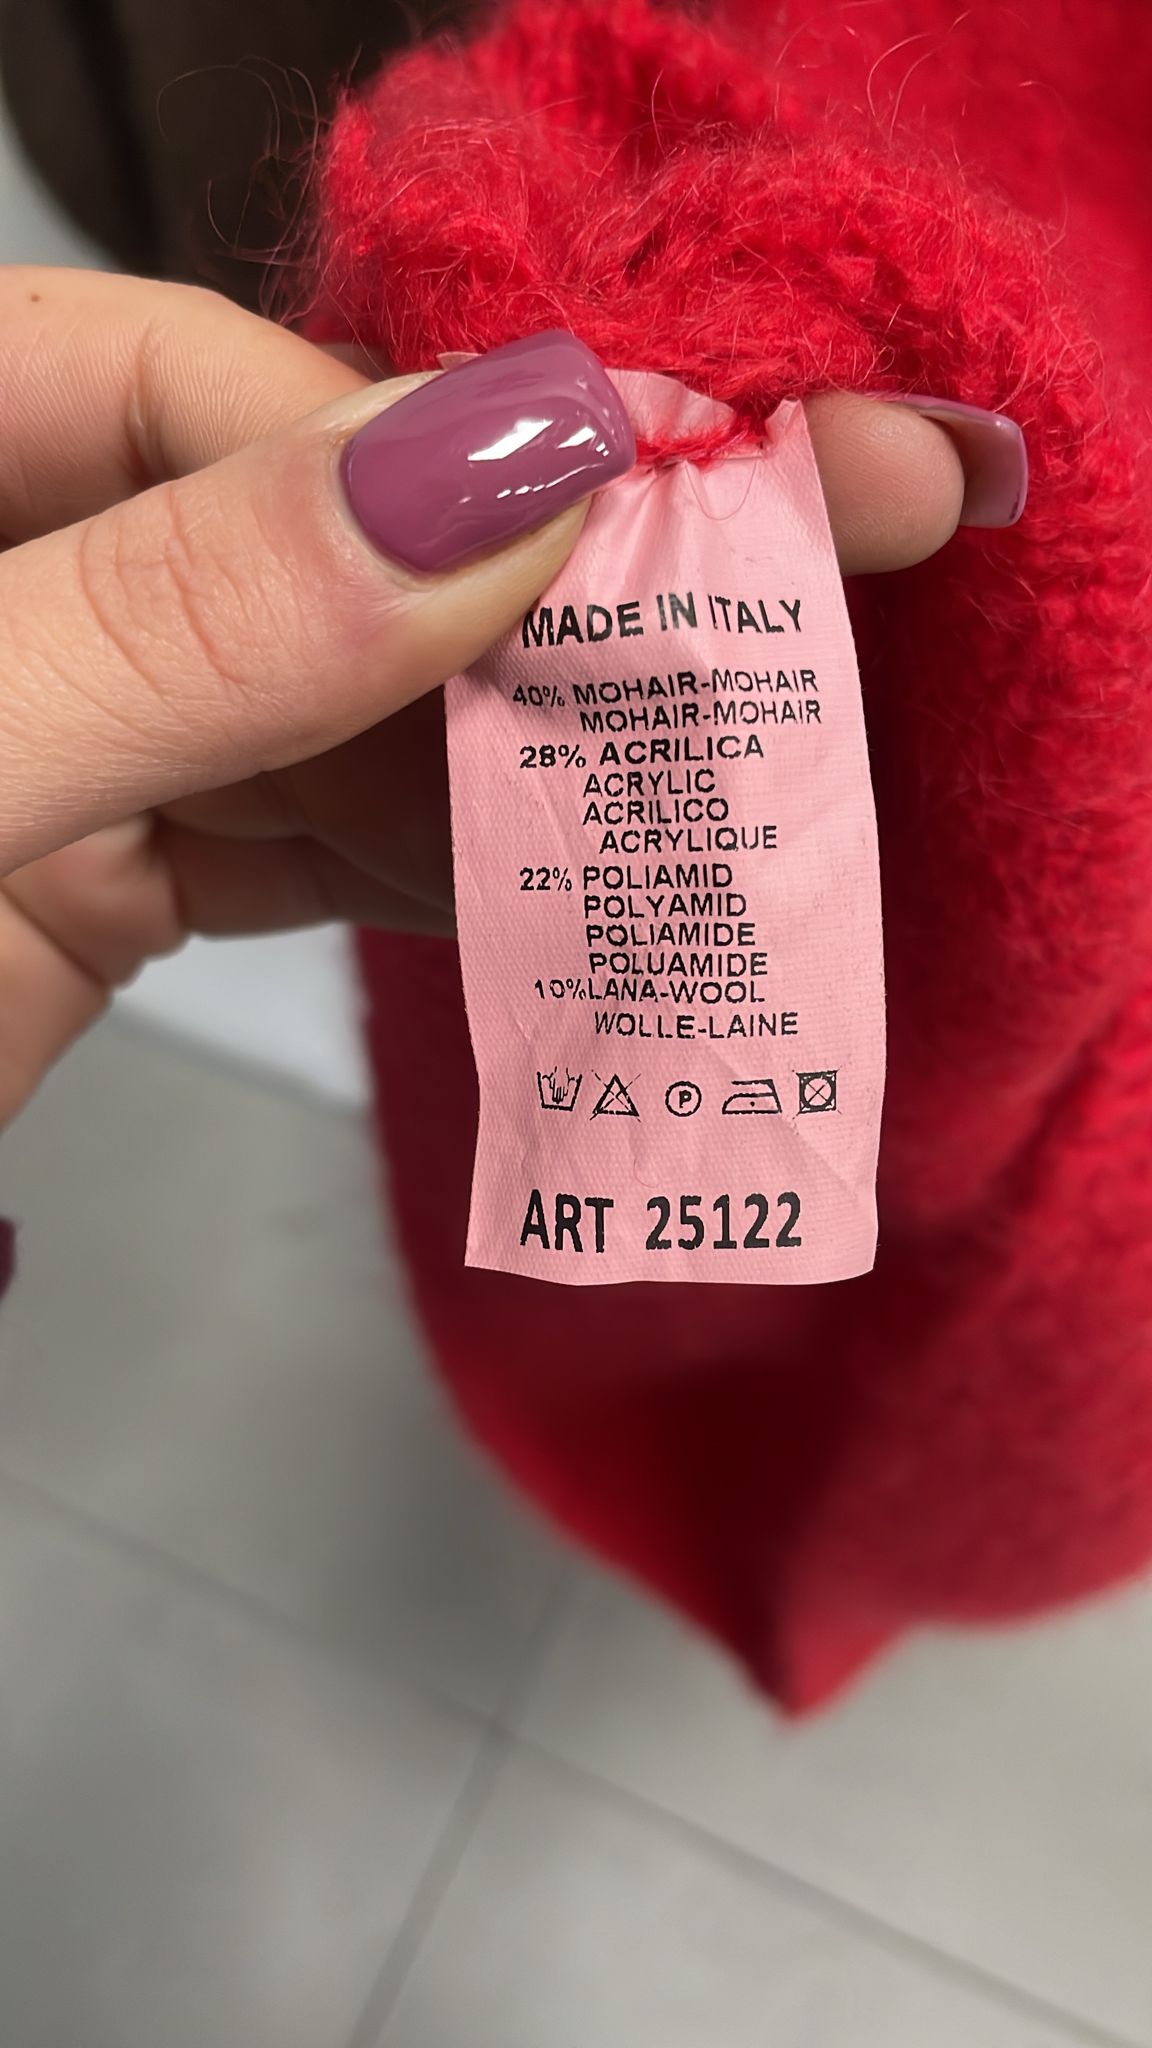 MADE IN ITALY
40% MOHAIR-MOHAIR
MOHAIR-MOHAIR
28% ACRILICA
ACRYLIC
ACRILICO
ACRYLIQUE
22% POLIAMID
POLYAMID
POLIAMIDE
POLUAMIDE
10%LANA-WOOL
WOLLE-LAINE
P
ART 25122